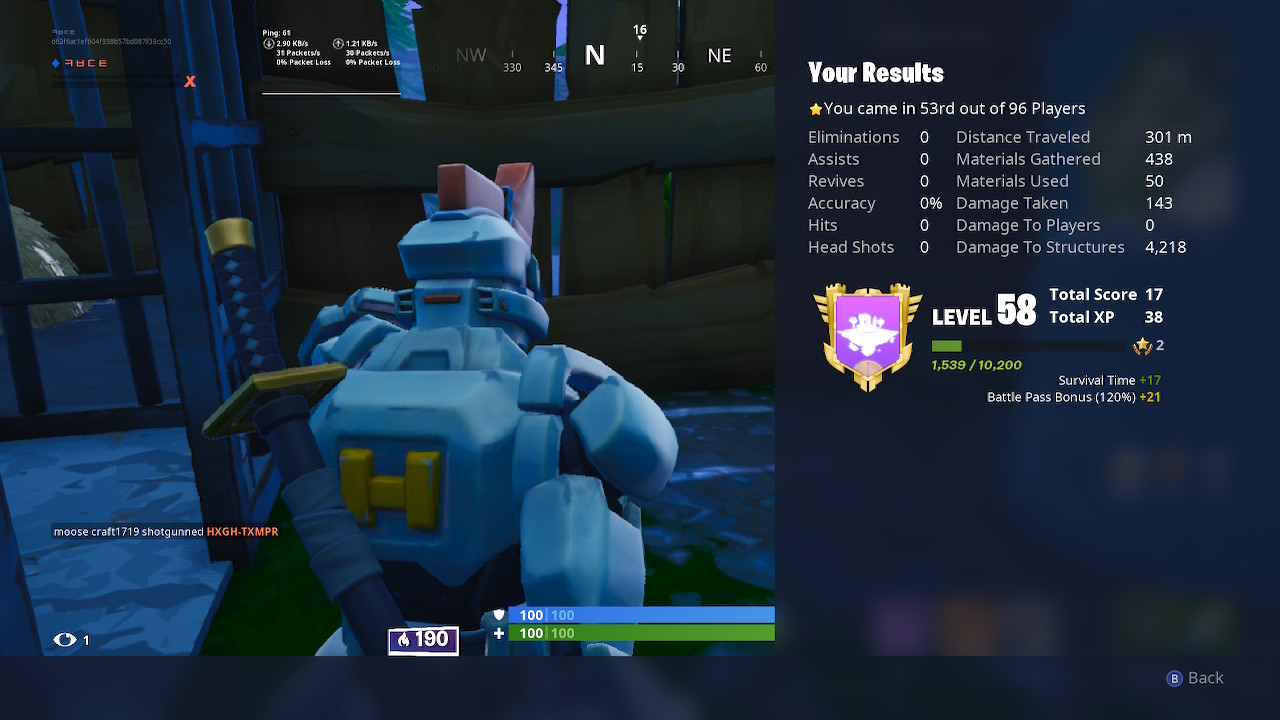 Ping: 61
2.90 KB/s 1.21 KB/s
31 Packets/s 30 Packets/s
0% Packet Loss 0% Packet Loss
16
NW 330 345 N 15 30 NE 60
X
moose craft1719 shotgunned HXGH-TXMPR
1
190
100 100
100 100
Your Results
You came in 53rd out of 96 Players
Eliminations 0 Distance Traveled 301 m
Assists 0 Materials Gathered 438
Revives 0 Materials Used 50
Accuracy 0% Damage Taken 143
Hits 0 Damage To Players 0
Head Shots 0 Damage To Structures 4,218
LEVEL 58
Total Score 17
Total XP 38
2
1,539 / 10,200
Survival Time +17
Battle Pass Bonus (120%) +21
B Back